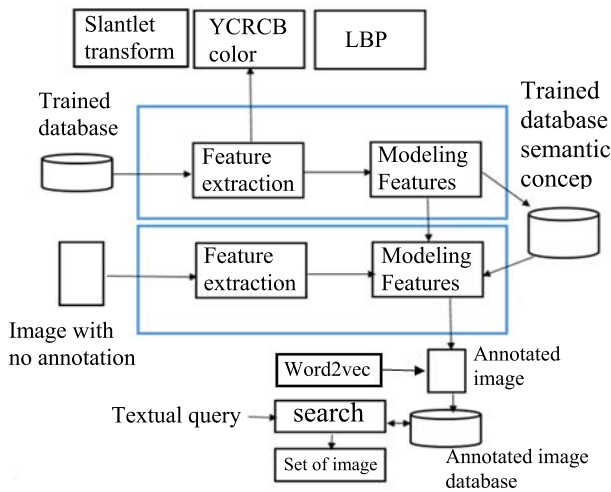 Slantlet
transform
YCRCB
color
LBP
Trained
database
Trained
database
semantic
concep
Feature
extraction
Modeling
Features
Feature
extraction
Modeling
Features
Image with
no annotation
Word2vec
Annotated
image
Textual query
search
Set of image
Annotated image
database